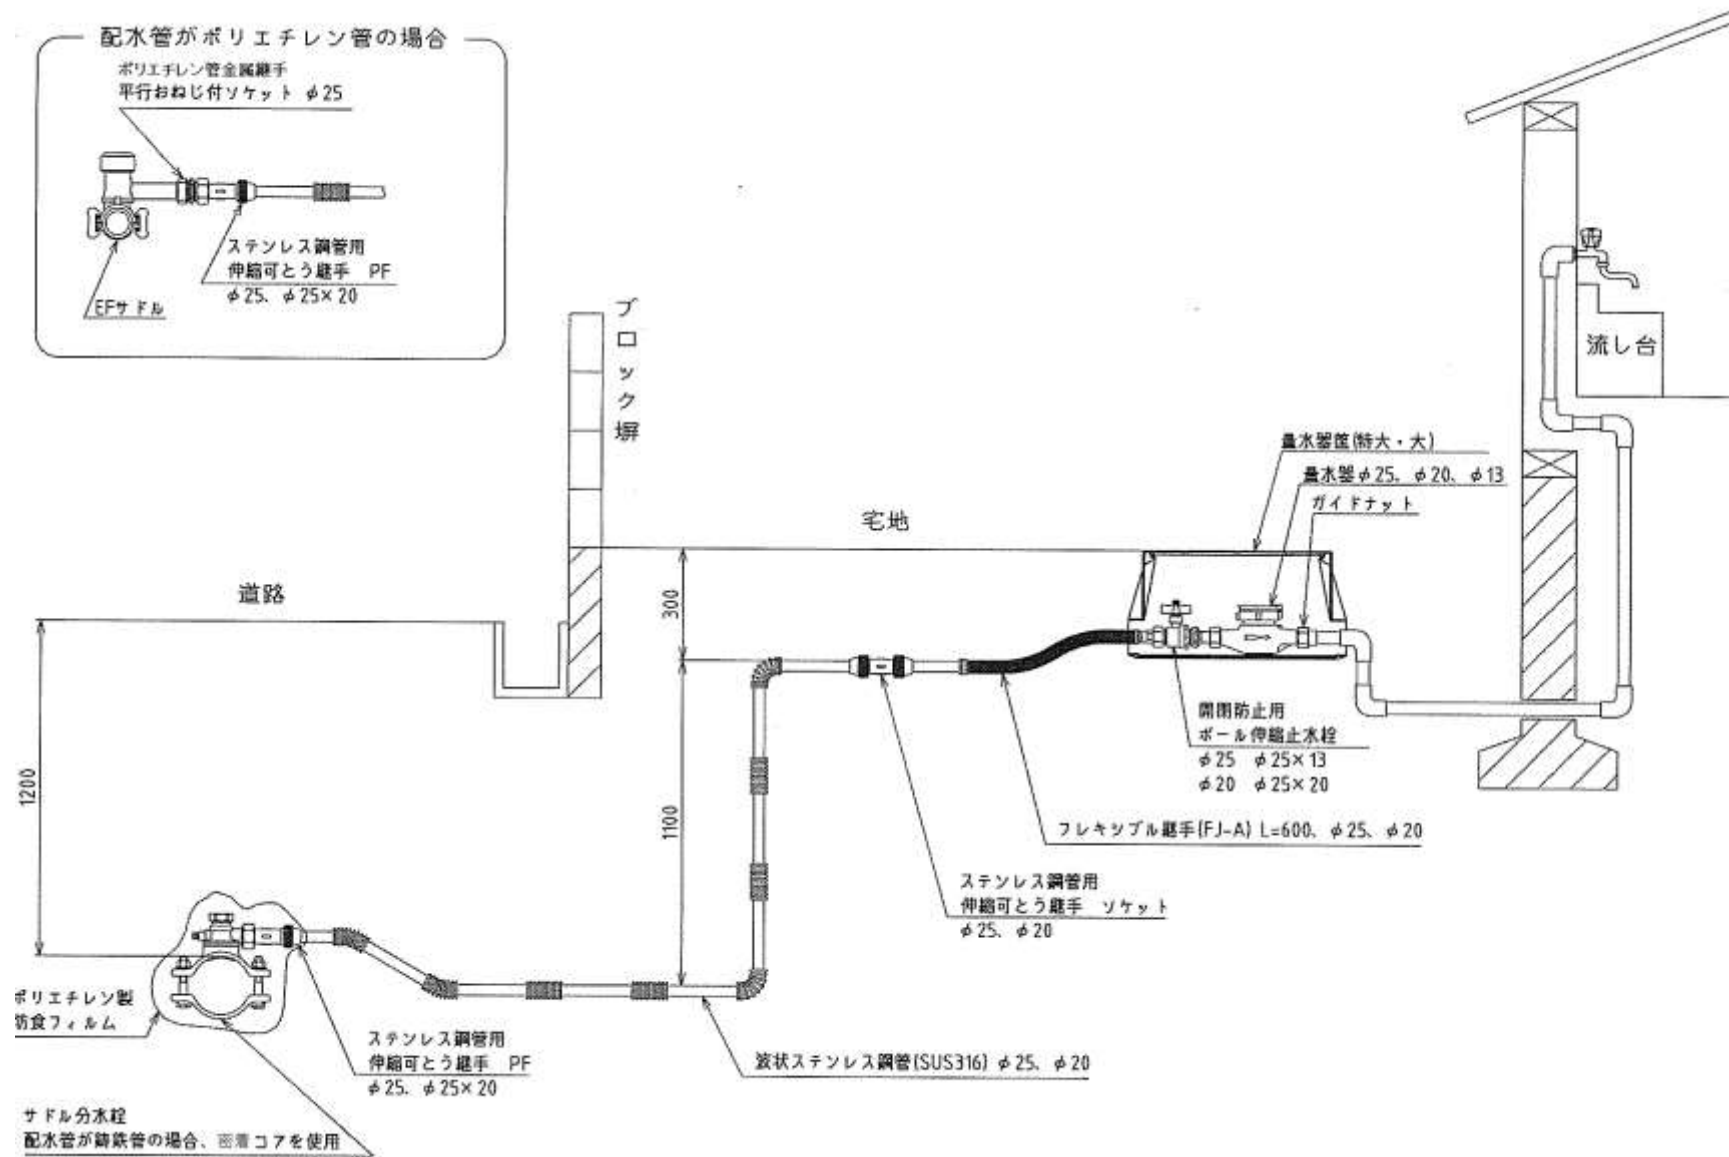 配水管がポリエチレン管の場合
ポリエチレン管金属継手
平行おねじ付ソケット φ25
ステンレス鋼管用
伸縮可とう継手 PF
φ25、φ25×20
EFサドル
ブロック塀
流し台
量水器筐(特大・大)
量水器φ25、φ20、φ13
ガイドナット
宅地
道路
300
1200
1100
開閉防止用
ボール伸縮止水栓
φ25 φ25×13
φ20 φ25×20
フレキシブル継手(FJ-A) L=600、φ25、φ20
ステンレス鋼管用
伸縮可とう継手 ソケット
φ25、φ20
ポリエチレン製
防食フィルム
ステンレス鋼管用
伸縮可とう継手 PF
φ25、φ25×20
波状ステンレス鋼管(SUS316) φ25、φ20
サドル分水栓
配水管が鋳鉄管の場合、密着コアを使用